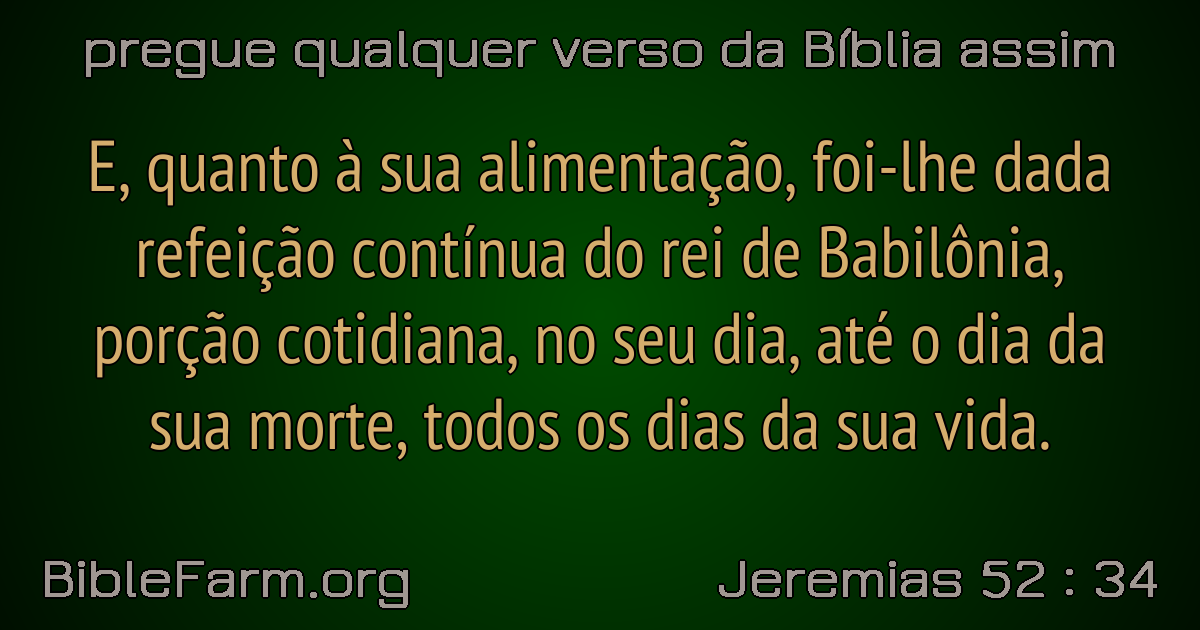 pregue qualquer verso da Bíblia assim
E, quanto à sua alimentação, foi-lhe dada
refeição contínua do rei de Babilônia,
porção cotidiana, no seu dia, até o dia da
sua morte, todos os dias da sua vida.
BibleFarm.org
Jeremias 52 : 34